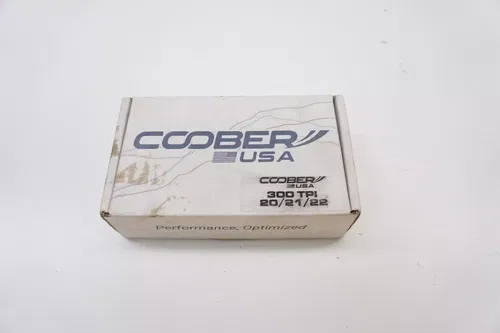 COOBER
USA
COOBER
USA
300 TPI
20/21/22
Performance, Optimized